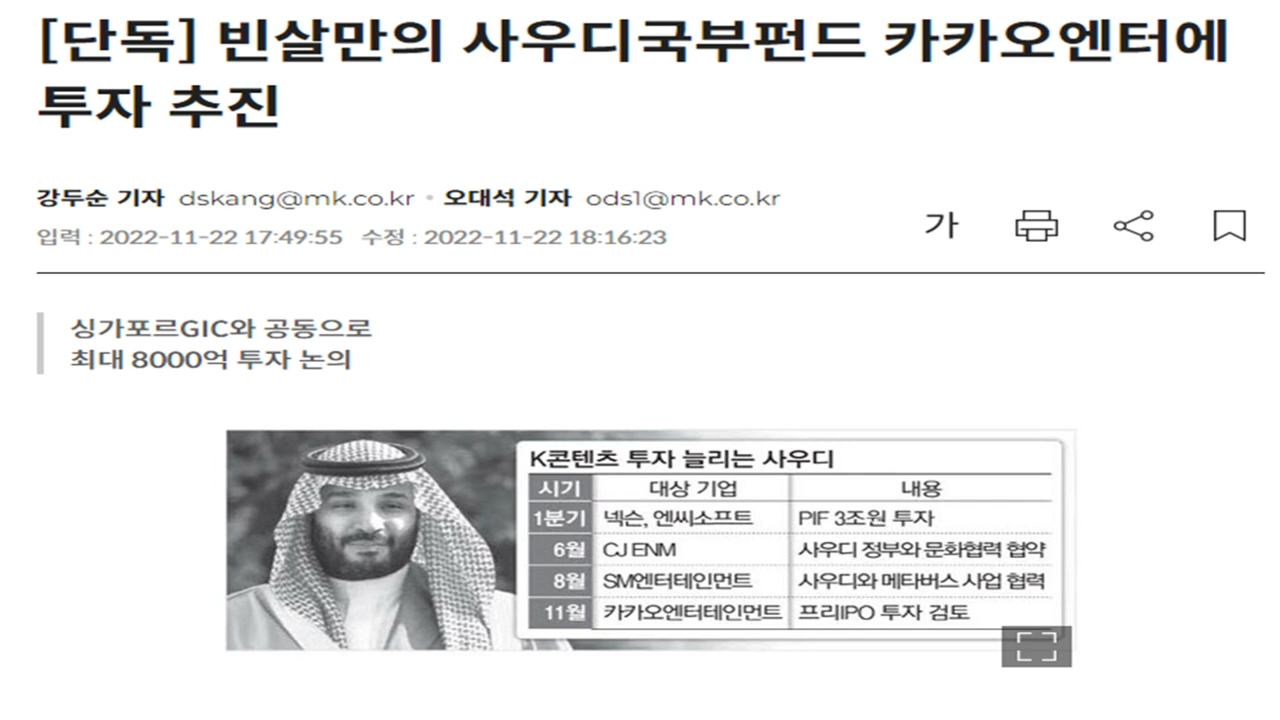 [단독] 빈살만의 사우디국부펀드 카카오엔터에
투자 추진
강두순 기자 dskang@mk.co.kr • 오대석 기자 ods1@mk.co.kr
입력 : 2022-11-22 17:49:55 수정 : 2022-11-22 18:16:23
가
싱가포르GIC와 공동으로
최대 8000억 투자 논의
K콘텐츠 투자 늘리는 사우디
시기 대상 기업 내용
1분기 넥슨, 엔씨소프트 PIF 3조원 투자
6월 CJ ENM 사우디 정부와 문화협력 협약
8월 SM엔터테인먼트 사우디와 메타버스 사업 협력
11월 카카오엔터테인먼트 프리IPO 투자 검토